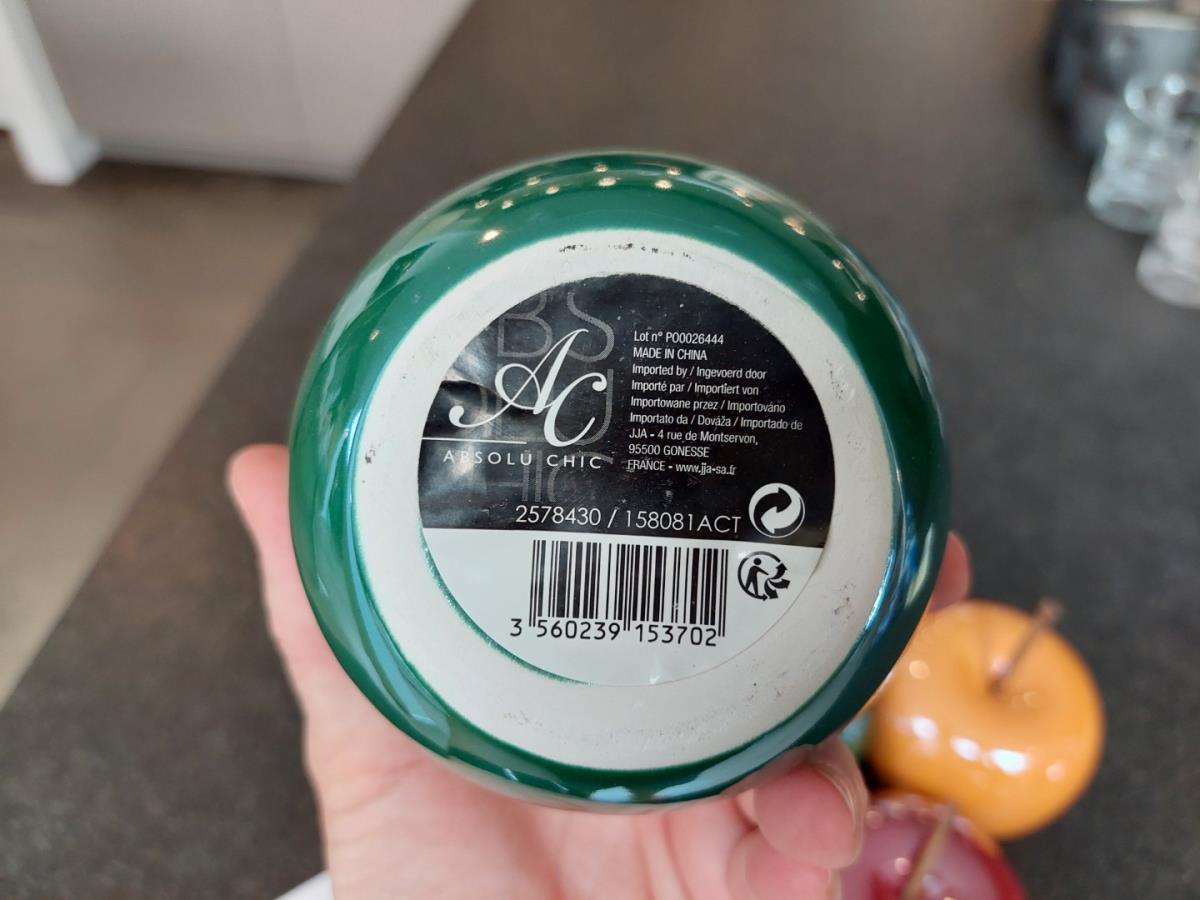 BS
AC
ABSOLU CHIC
Lot n° PO0026444
MADE IN CHINA
Imported by / Ingevoerd door
Importé par / Importiert von
Importowane przez / Importováno
Importato da / Dováža / Importado de
JJA - 4 rue de Montservon,
95500 GONESSE
FRANCE - www.jja-sa.fr
2578430 / 158081ACT
3 560239 153702